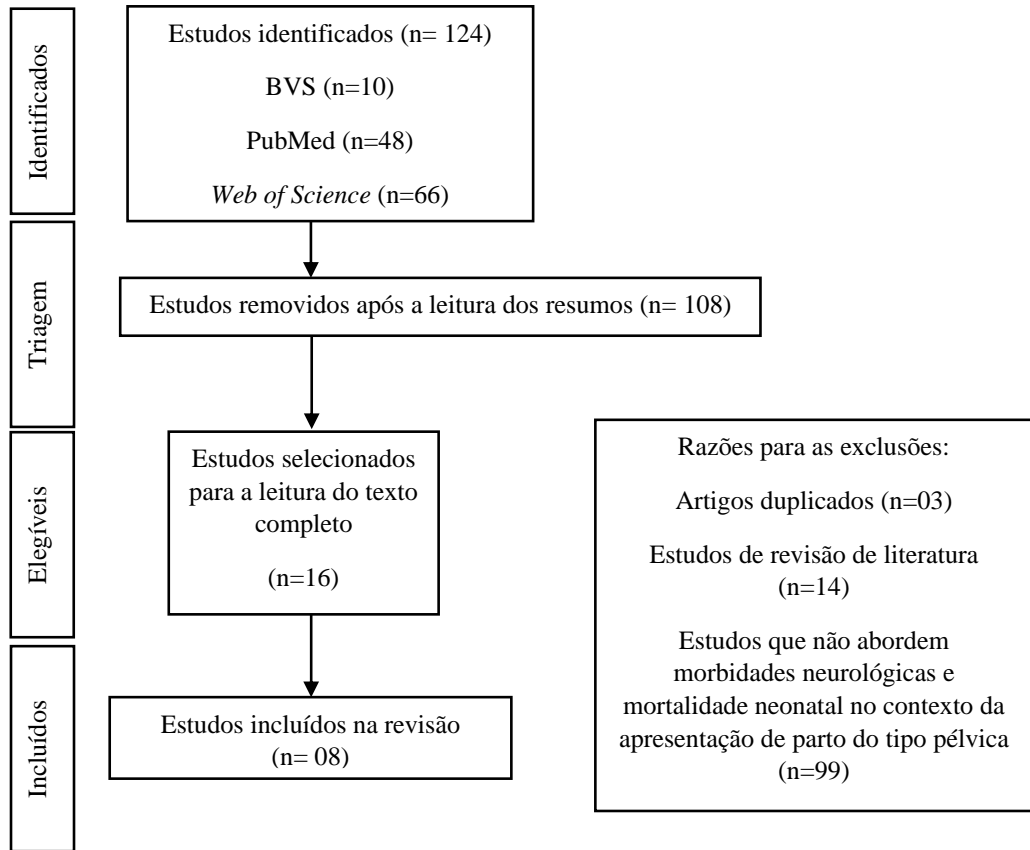 Identificados
Estudos identificados (n= 124)
BVS (n=10)
PubMed (n=48)
Web of Science (n=66)
Triagem
Estudos removidos após a leitura dos resumos (n= 108)
Elegíveis
Estudos selecionados
para a leitura do texto
completo
(n=16)
Razões para as exclusões:
Artigos duplicados (n=03)
Estudos de revisão de literatura
(n=14)
Estudos que não abordem
morbidades neurológicas e
mortalidade neonatal no contexto da
apresentação de parto do tipo pélvica
(n=99)
Incluídos
Estudos incluídos na revisão
(n= 08)